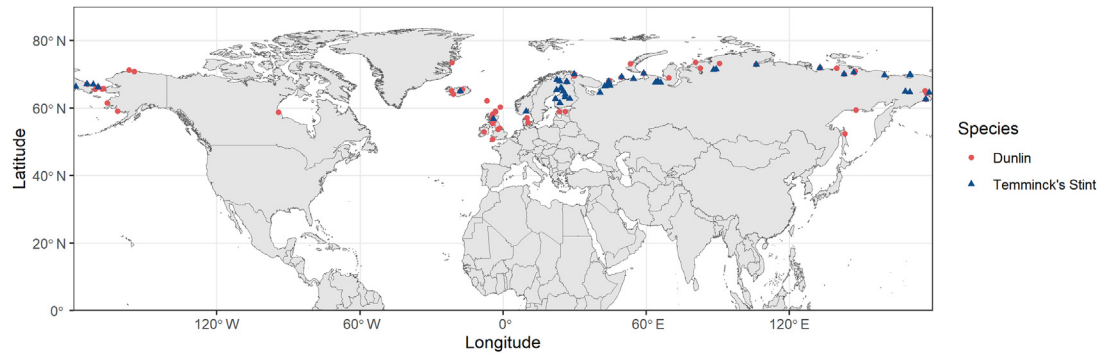 80° N
60° N
40° N
20° N
0°
Latitude
120° W
60° W
0°
60° E
120° E
Longitude
Species
Dunlin
Temminck's Stint